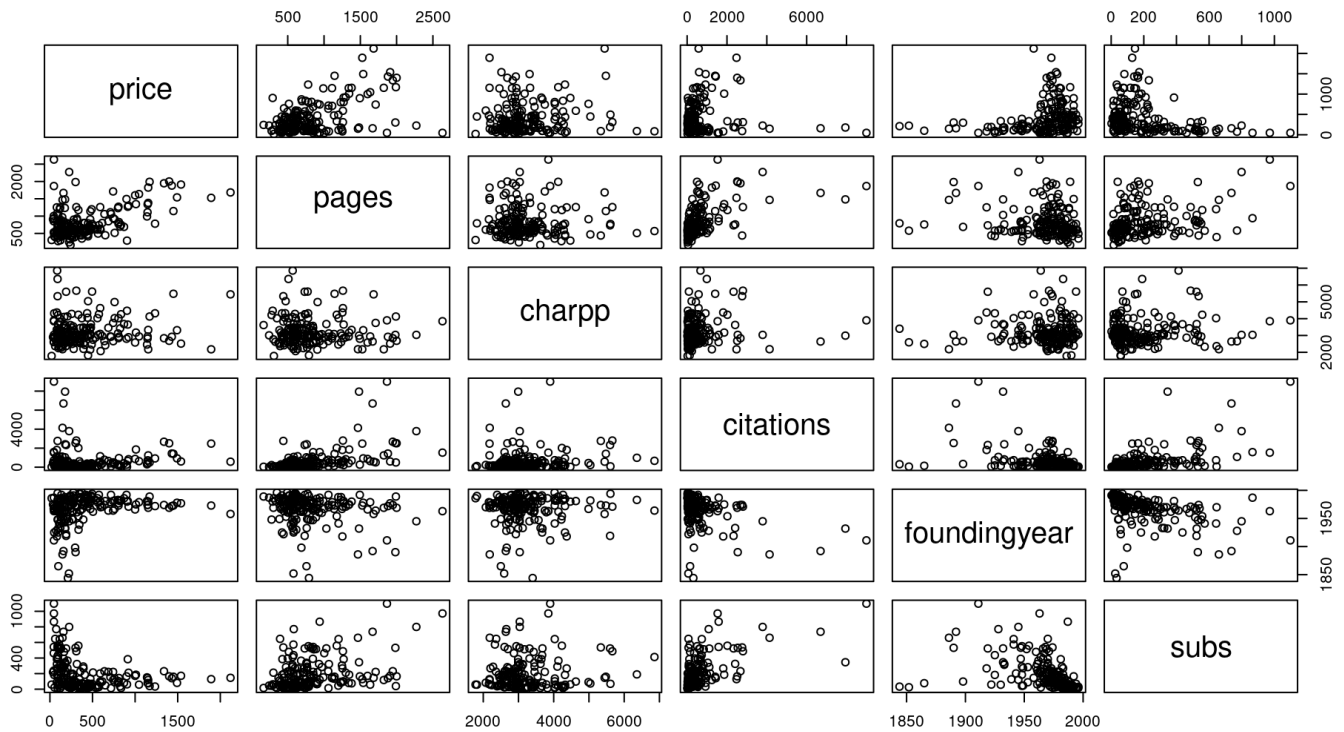 500 1500 2500 0 2000 6000 0 200 600 1000
price 0 1000
500 2000 pages
charpp 2000 5000
0 4000 citations
foundingyear 1850 1950
0 400 1000 subs
0 500 1500 2000 4000 6000 1850 1900 1950 2000